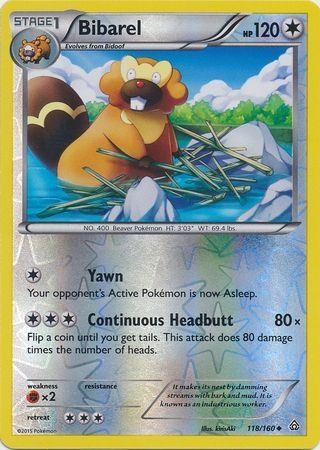 STAGE1 Bibarel HP120
Evolves from Bidoof
NO. 400 Beaver Pokémon HT: 3'03" WT: 69.4 lbs.
Yawn
Your opponent's Active Pokémon is now Asleep.
Continuous Headbutt 80×
Flip a coin until you get tails. This attack does 80 damage
times the number of heads.
weakness resistance
×2
retreat
It makes its nest by damming
streams with bark and mud. It is
known as an industrious worker.
©2015 Pokémon Illus. kirisAki 118/160